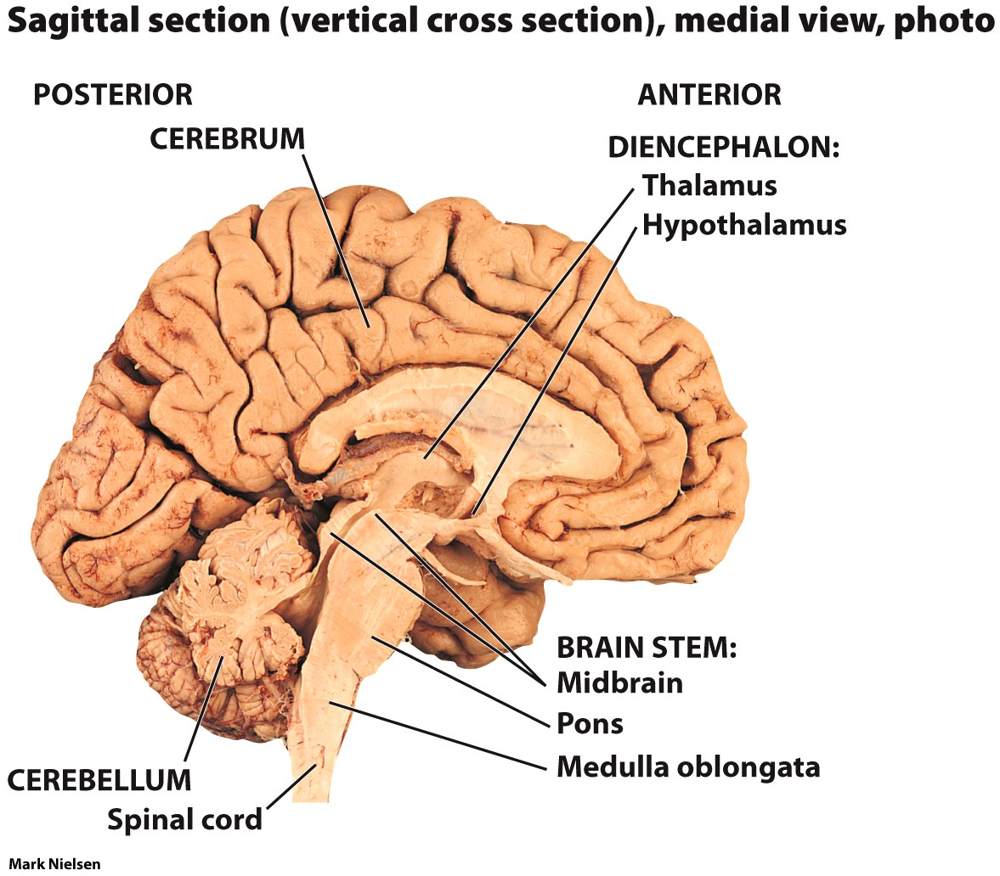 Sagittal section (vertical cross section), medial view, photo
POSTERIOR
ANTERIOR
CEREBRUM
DIENCEPHALON:
Thalamus
Hypothalamus
BRAIN STEM:
Midbrain
Pons
Medulla oblongata
CEREBELLUM
Spinal cord
Mark Nielsen